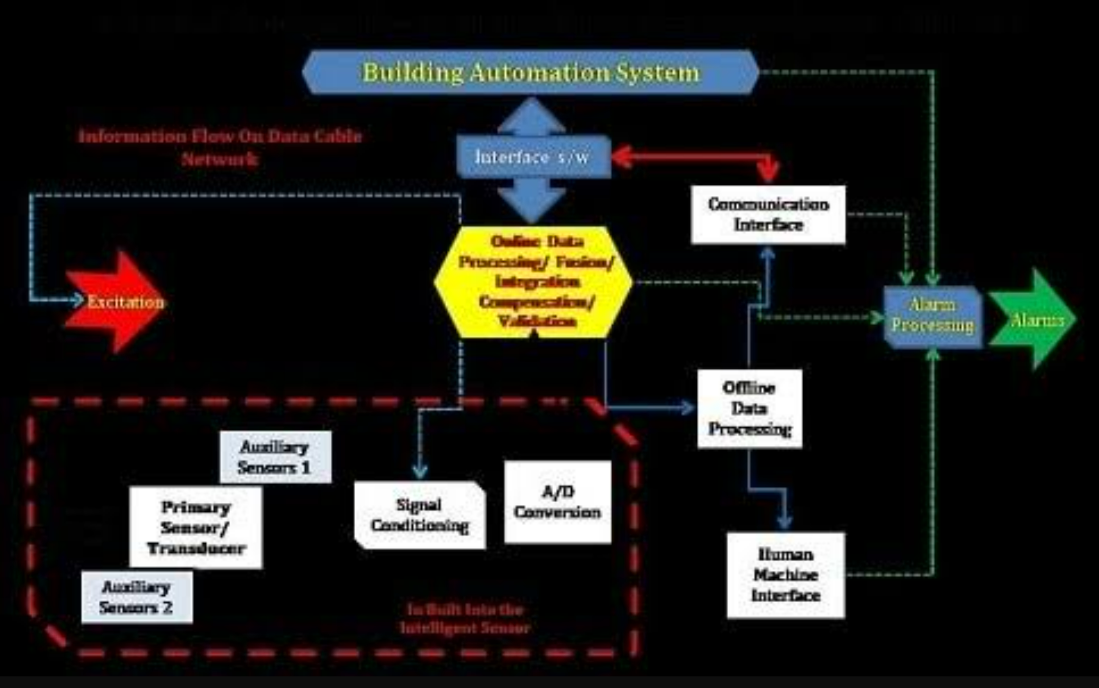 Building Automation System
Information Flow On Data Cable
Network
Interface s/w
Communication
Interface
Online Data
Processing/ Fusion/
Integration
Compensation/
Validation
Excitation
Alarm
Processing
Alarms
Offline
Data
Processing
Auxiliary
Sensors 1
Primary
Sensor/
Transducer
Signal
Conditioning
A/D
Conversion
Auxiliary
Sensors 2
Human
Machine
Interface
In Built Into the
Intelligent Sensor